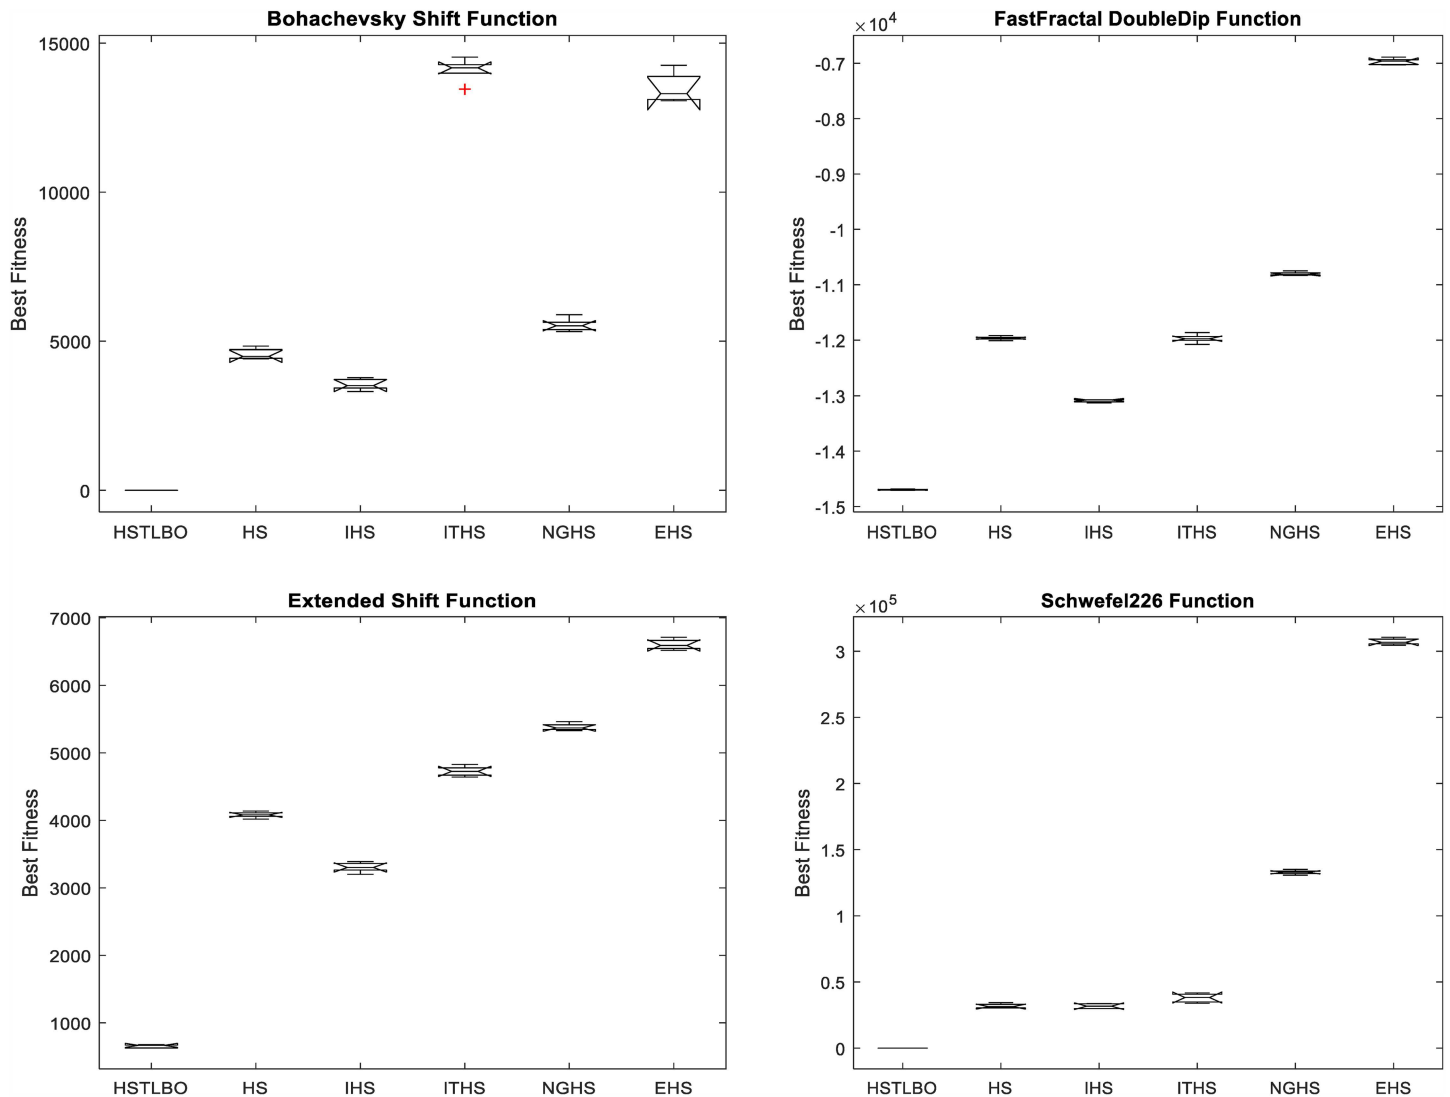 Bohachevsky Shift Function
15000
10000
5000
0
Best Fitness
HSTLBO HS IHS ITHS NGHS EHS
FastFractal DoubleDip Function
×10^4
-0.7
-0.8
-0.9
-1
-1.1
-1.2
-1.3
-1.4
-1.5
Best Fitness
HSTLBO HS IHS ITHS NGHS EHS
Extended Shift Function
7000
6000
5000
4000
3000
2000
1000
Best Fitness
HSTLBO HS IHS ITHS NGHS EHS
Schwefel226 Function
×10^5
3
2.5
2
1.5
1
0.5
0
Best Fitness
HSTLBO HS IHS ITHS NGHS EHS